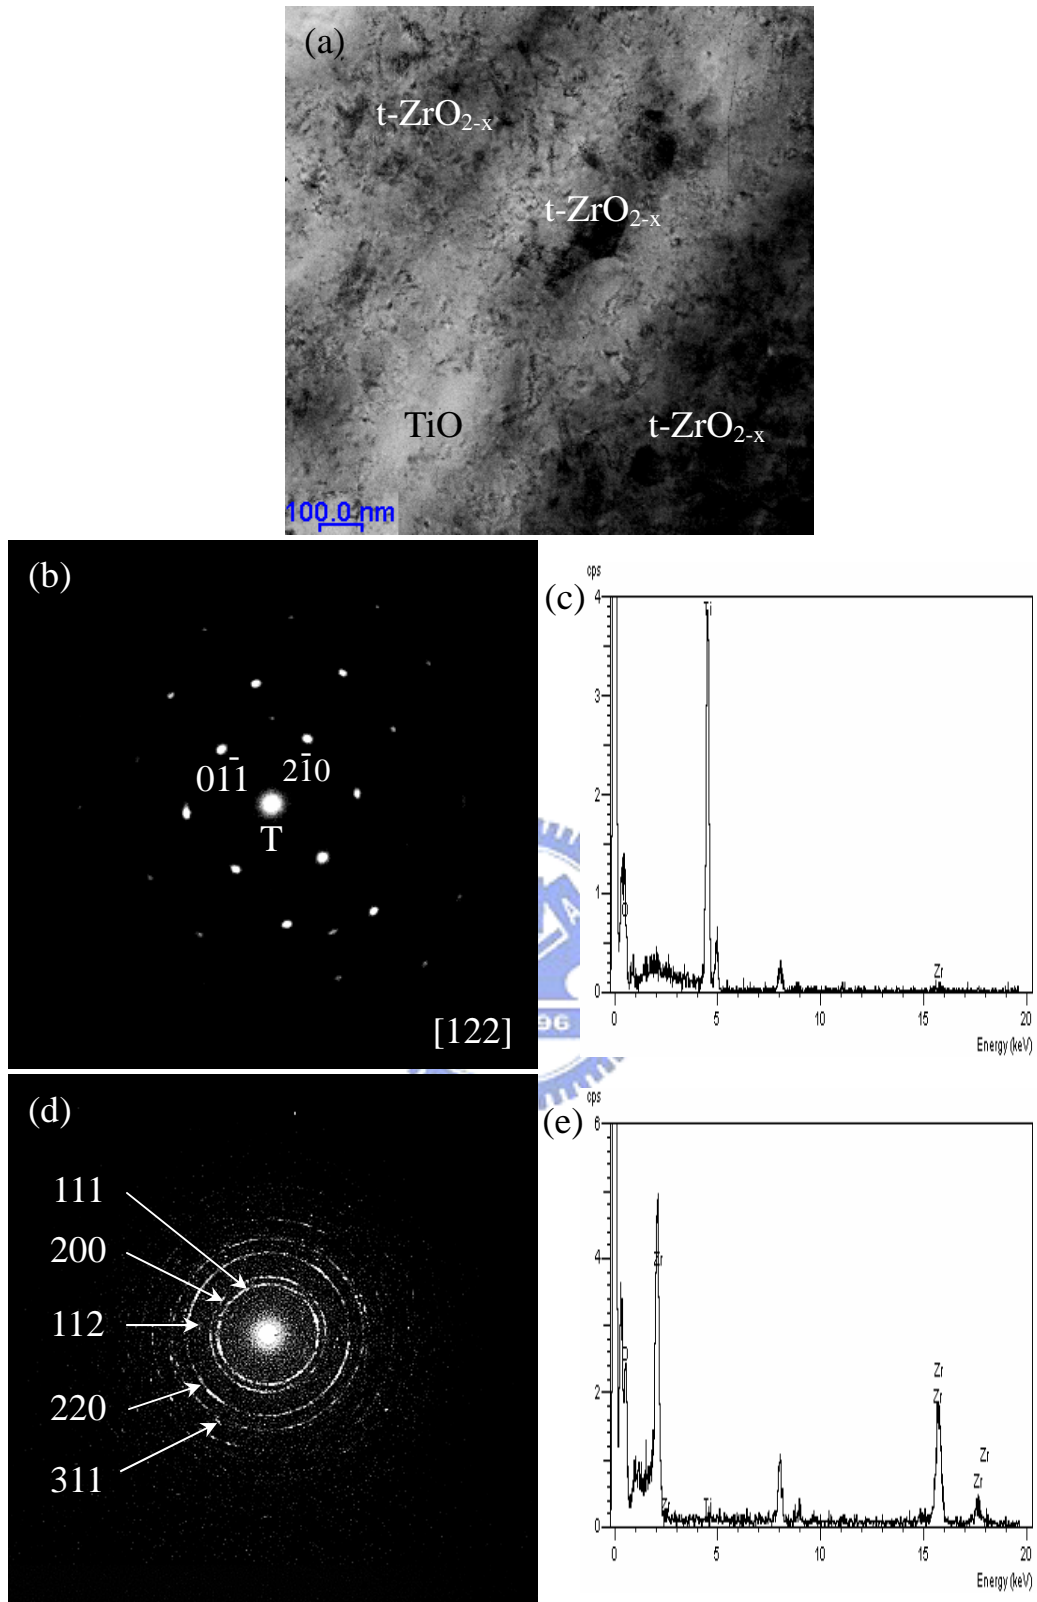 (a)
t-ZrO2-x
t-ZrO2-x
TiO
t-ZrO2-x
100.0 nm
(b)
011̄
21̄0
T
[122]
(c)
cps
4
3
2
1
0
Ti
O
Zr
0 5 10 15 20
Energy (keV)
96
(d)
111
200
112
220
311
(e)
cps
6
4
2
0
Zr
O
Zr
Ti
Zr
Zr
Zr
Zr
0 5 10 15 20
Energy (keV)